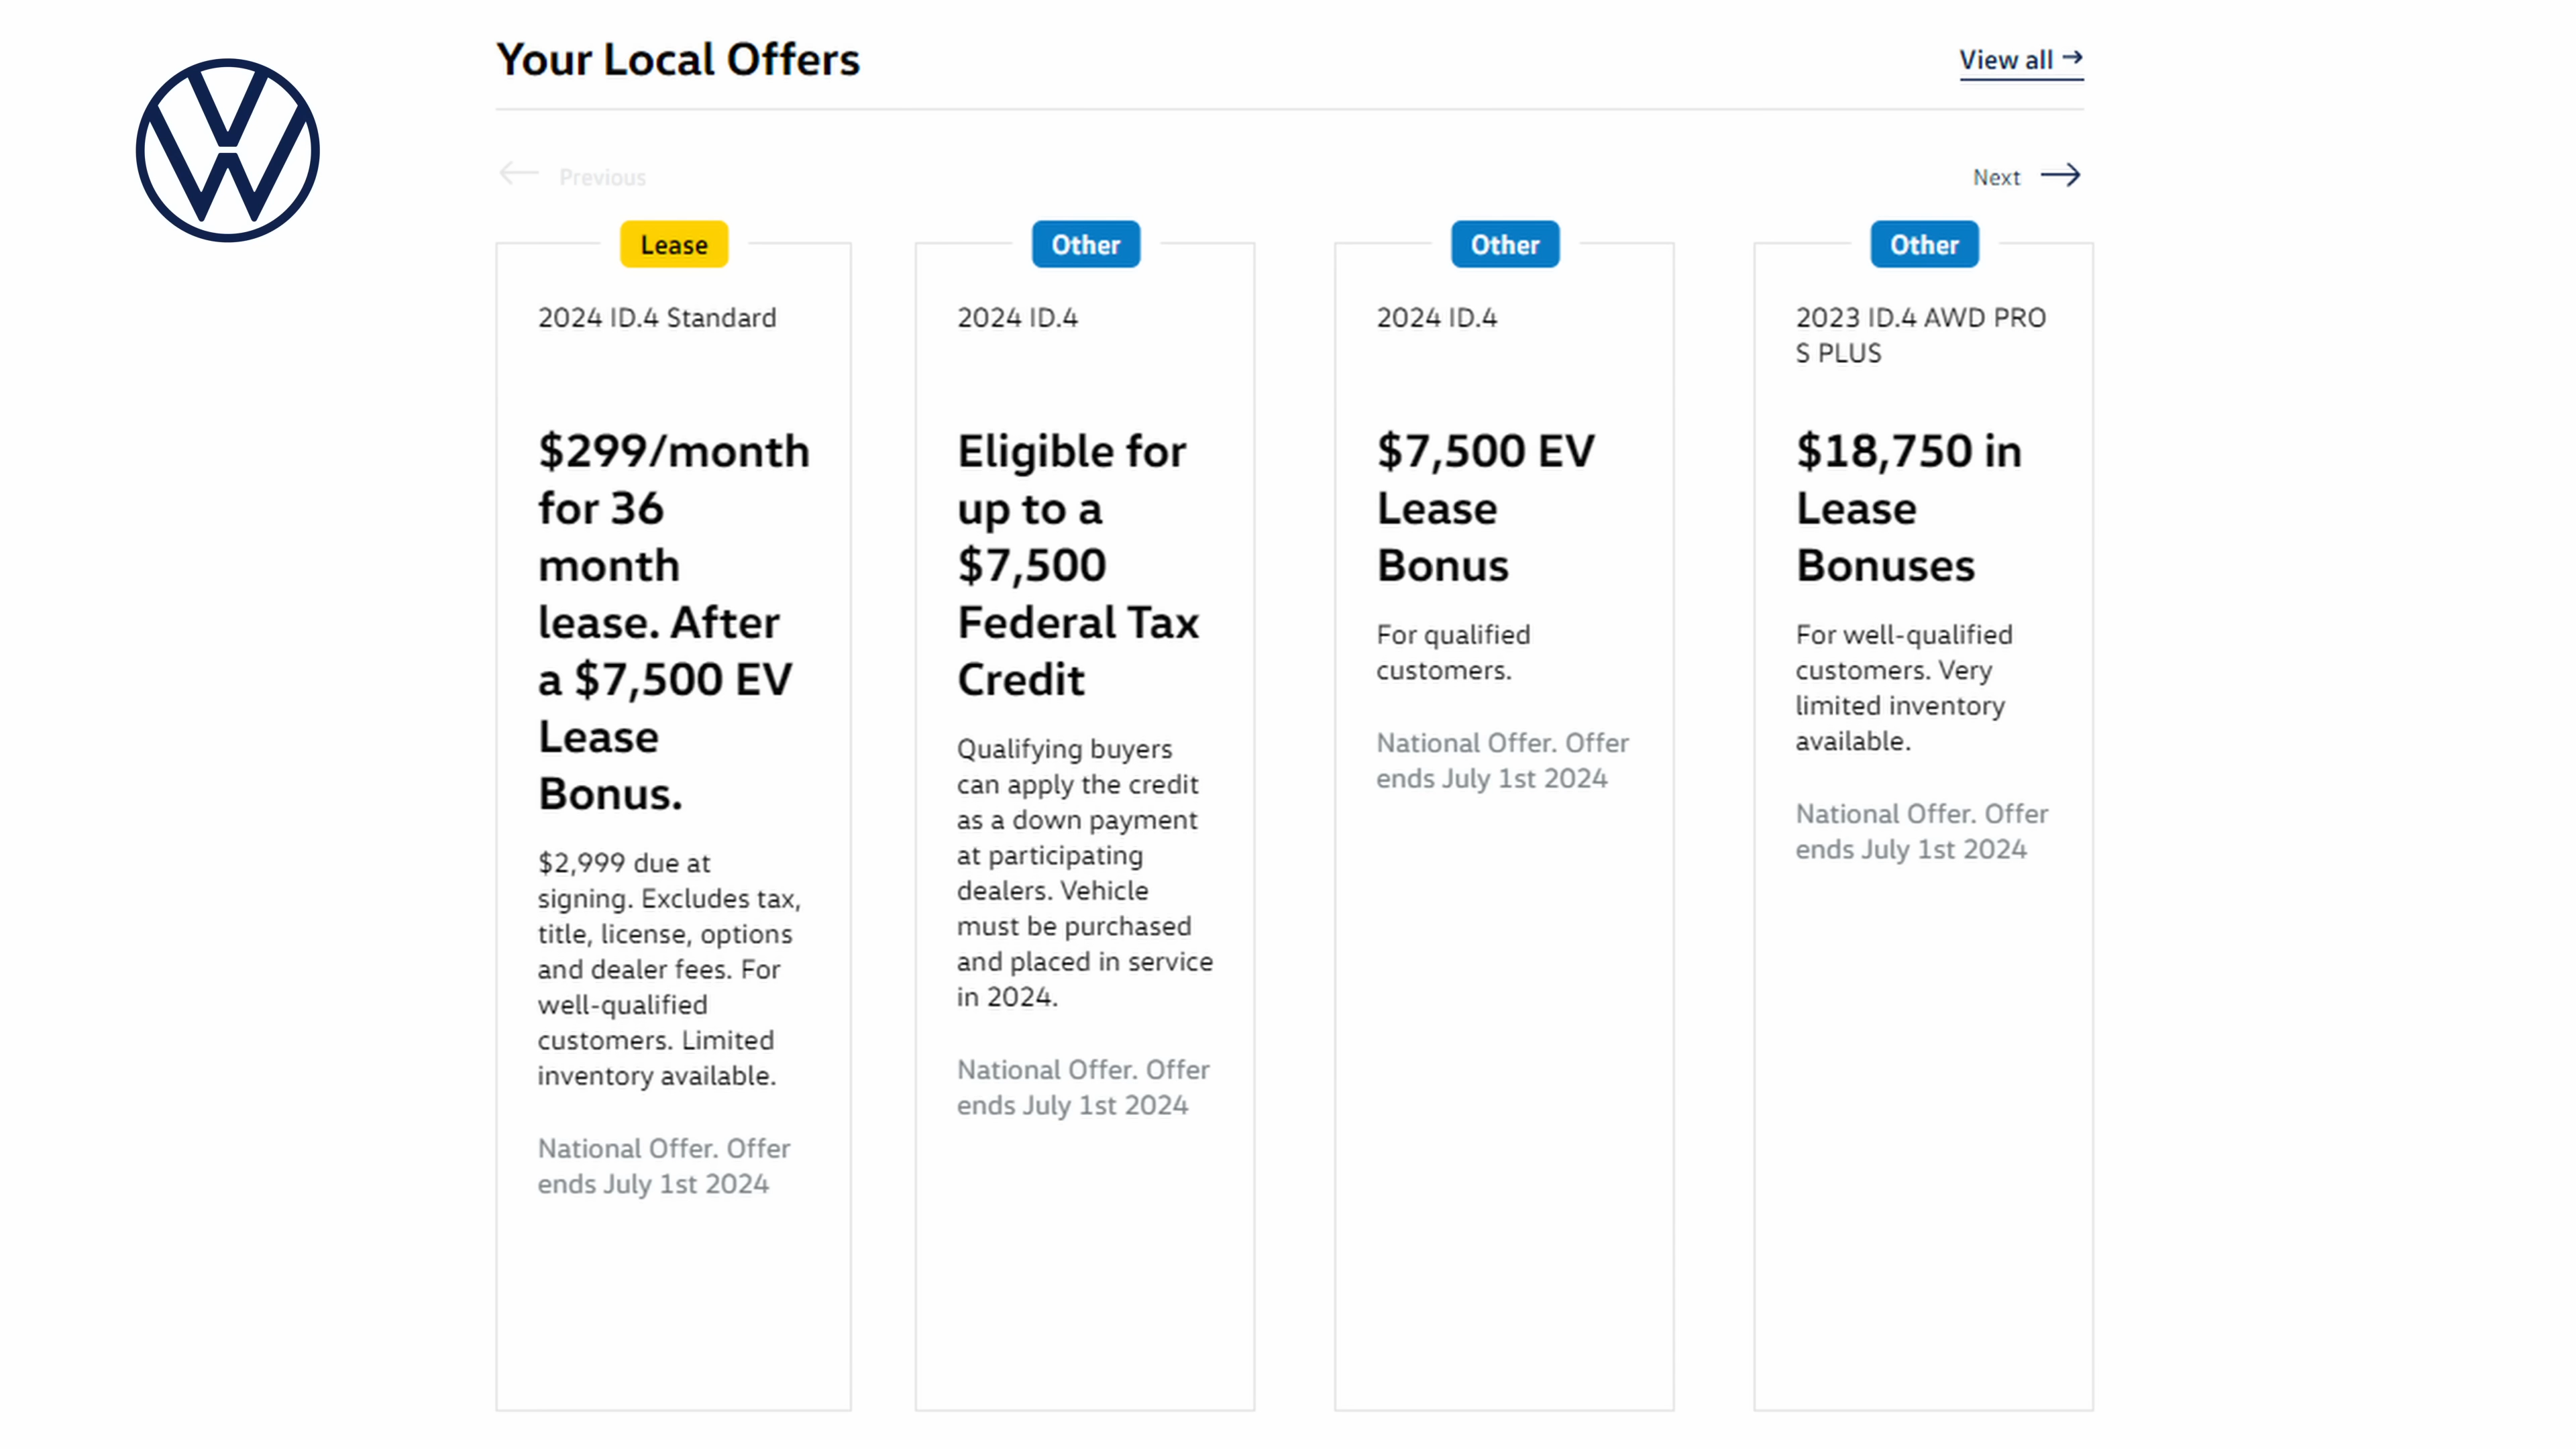 Your Local Offers
View all →
← Previous
Next →
Lease
2024 ID.4 Standard
$299/month
for 36
month
lease. After
a $7,500 EV
Lease
Bonus.
$2,999 due at
signing. Excludes tax,
title, license, options
and dealer fees. For
well-qualified
customers. Limited
inventory available.
National Offer. Offer
ends July 1st 2024
Other
2024 ID.4
Eligible for
up to a
$7,500
Federal Tax
Credit
Qualifying buyers
can apply the credit
as a down payment
at participating
dealers. Vehicle
must be purchased
and placed in service
in 2024.
National Offer. Offer
ends July 1st 2024
Other
2024 ID.4
$7,500 EV
Lease
Bonus
For qualified
customers.
National Offer. Offer
ends July 1st 2024
Other
2023 ID.4 AWD PRO
S PLUS
$18,750 in
Lease
Bonuses
For well-qualified
customers. Very
limited inventory
available.
National Offer. Offer
ends July 1st 2024